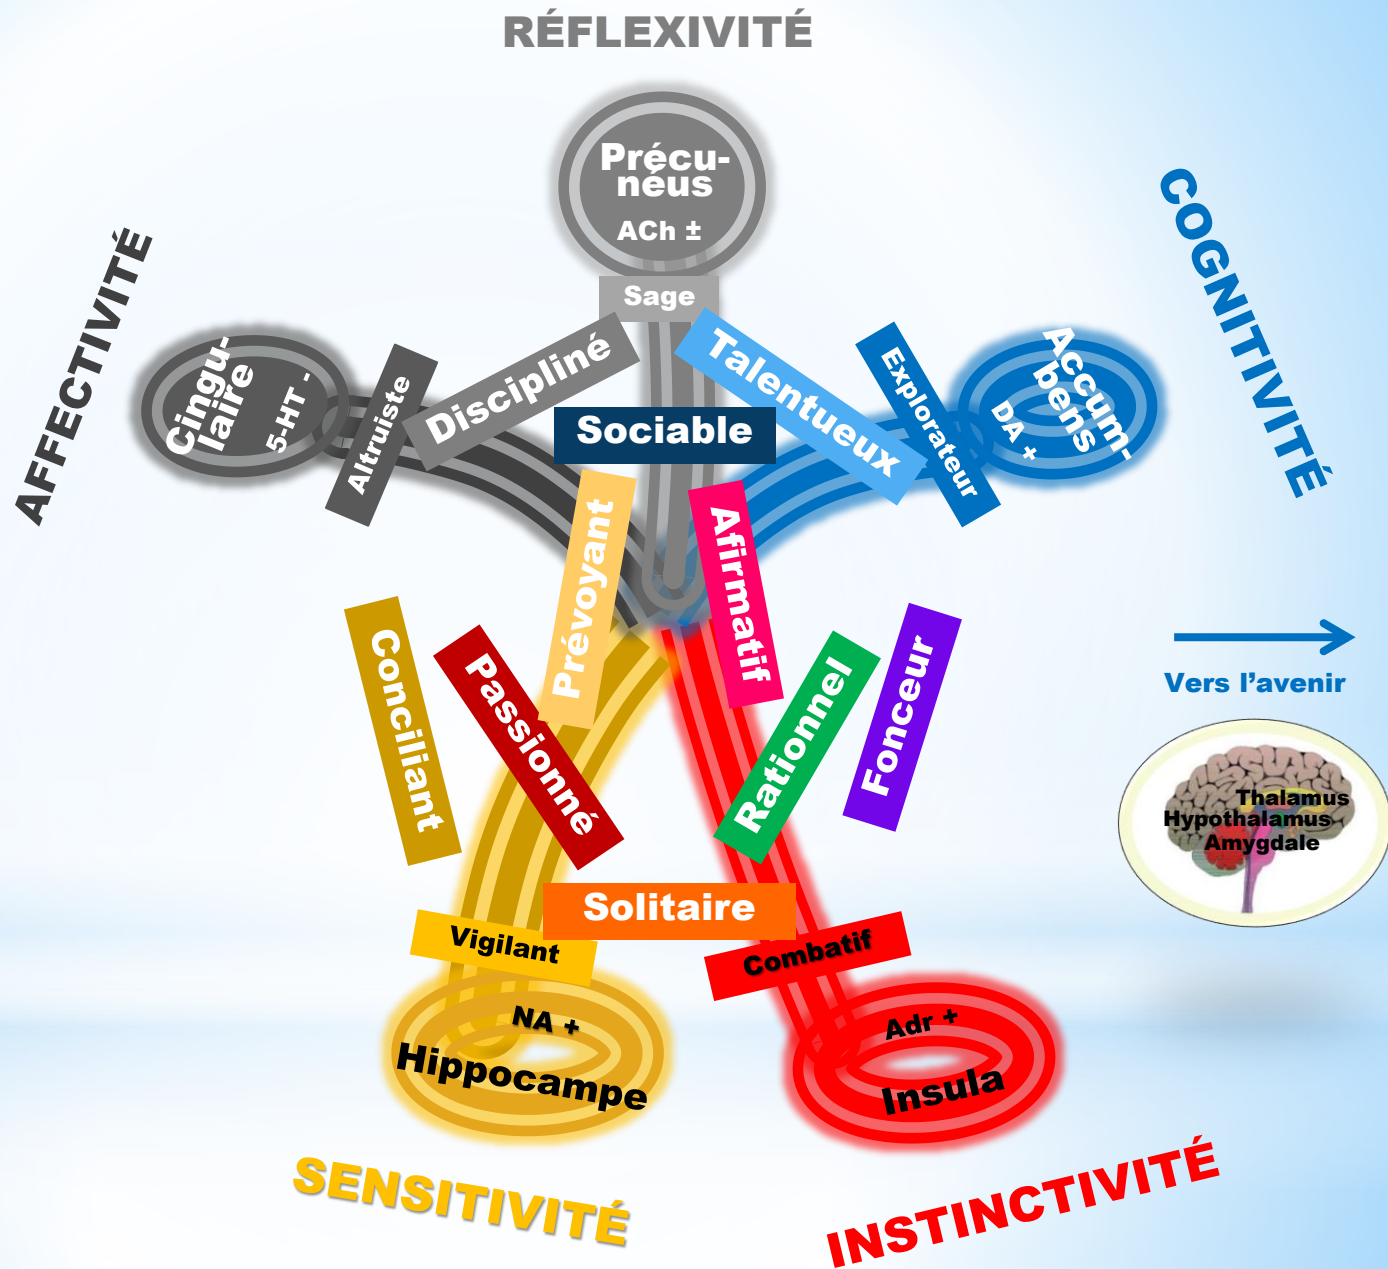 RÉFLEXIVITÉ
Précu-
néus
ACh ±
Sage
AFFECTIVITÉ
Cingu-
laire
5-HT -
Altruiste
Discipliné
Sociable
Talentueux
Explorateur
Accum-
bens
DA +
COGNITIVITÉ
Prévoyant
Afirmatif
Conciliant
Passionné
Rationnel
Fonceur
Vers l’avenir
Thalamus
Hypothalamus
Amygdale
Solitaire
Vigilant
Combatif
NA +
Hippocampe
Adr +
Insula
SENSITIVITÉ
INSTINCTIVITÉ